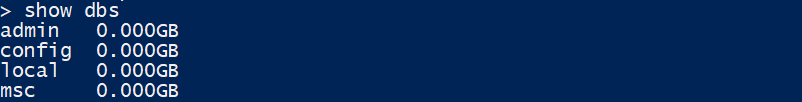 > show dbs
admin   0.000GB
config  0.000GB
local   0.000GB
msc     0.000GB